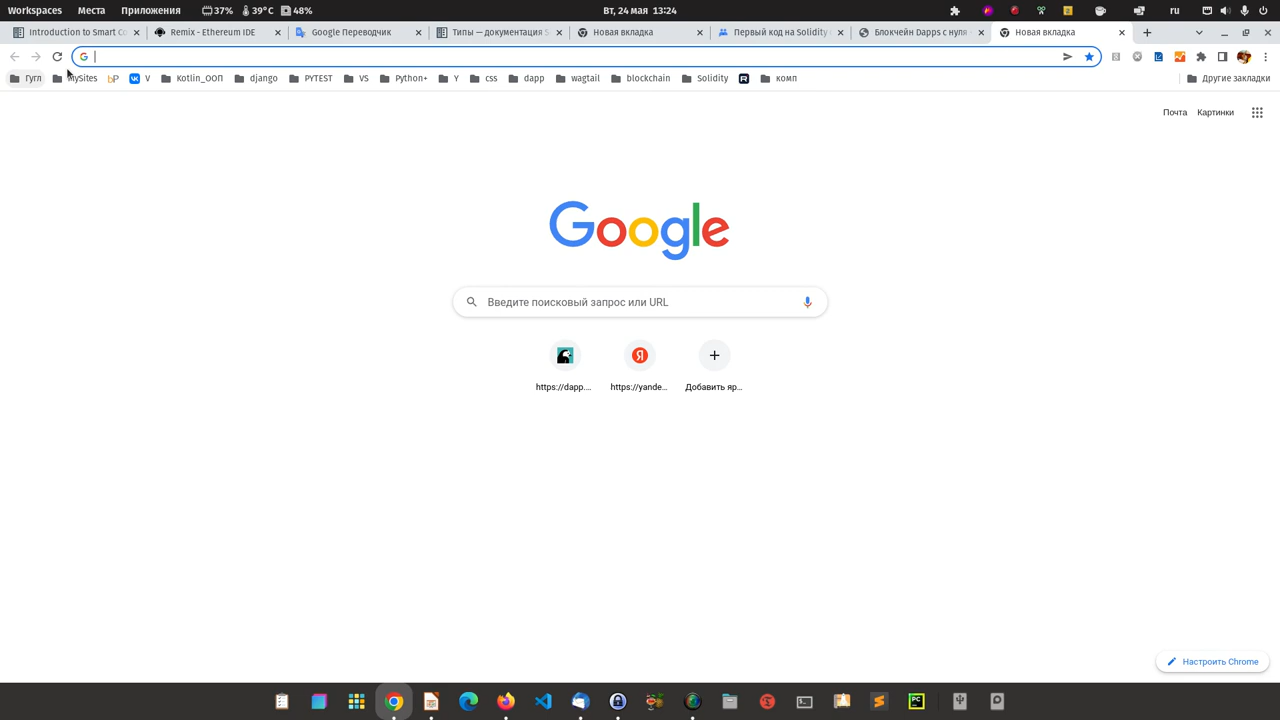 Workspaces Места Приложения 37% 39°C 48% ВТ, 24 мая 13:24 ru
Introduction to Smart Co Remix - Ethereum IDE Google Переводчик Типы — документация S Новая вкладка Первый код на Solidity Блокчейн Dapps с нуля Новая вкладка
Гугл MySites V Kotlin_ООП django PYTEST VS Python+ Y css dapp wagtail blockchain Solidity комп Другие закладки
Почта Картинки
Google
Введите поисковый запрос или URL
https://dapp.... https://yande... Добавить яр...
Настроить Chrome